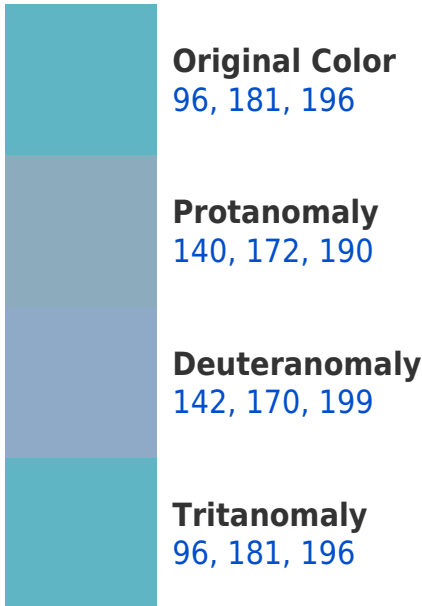 Original Color
96, 181, 196
Protanomaly
140, 172, 190
Deuteranomaly
142, 170, 199
Tritanomaly
96, 181, 196